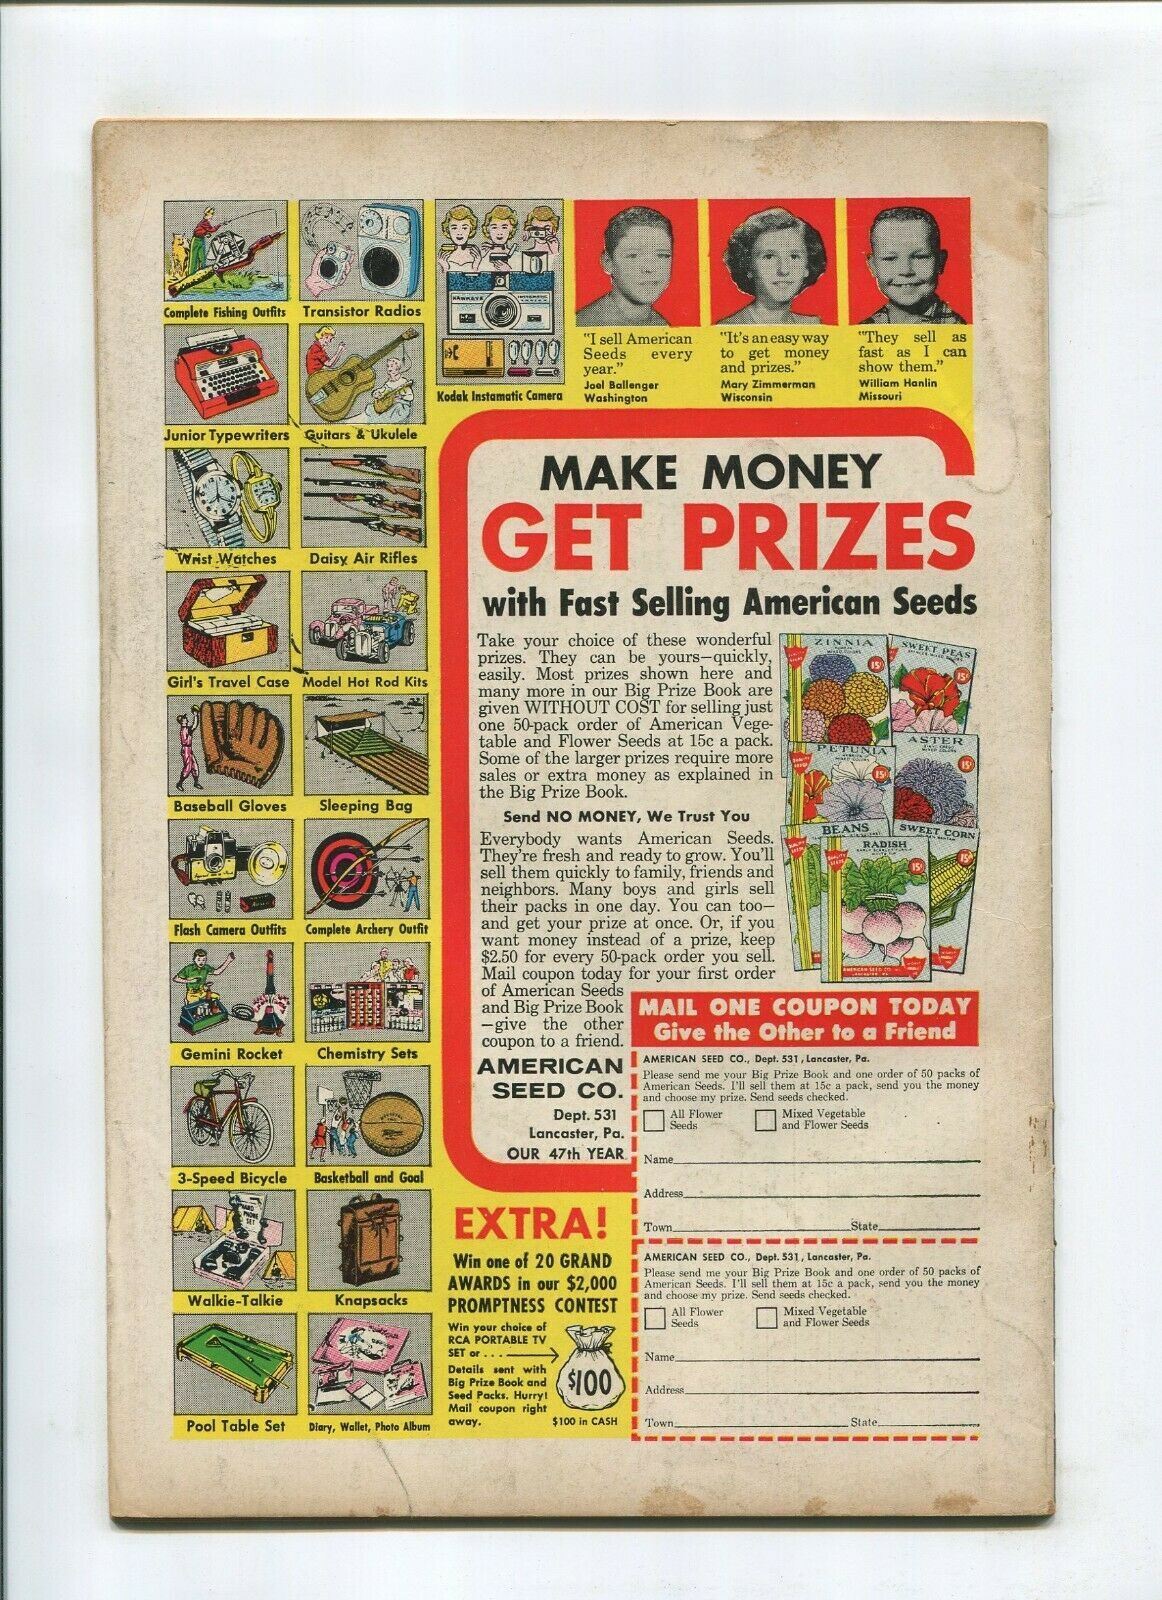 Complete Fishing Outfits
Transistor Radios
HAWKEYE
INSTAMATIC
Kodak Instamatic Camera
Junior Typewriters
Guitars & Ukulele
Wrist Watches
Daisy Air Rifles
Girl's Travel Case
Model Hot Rod Kits
Baseball Gloves
Sleeping Bag
Flash Camera Outfits
Complete Archery Outfit
Gemini Rocket
Chemistry Sets
3-Speed Bicycle
Basketball and Goal
HAND
PHONE
SET
Walkie-Talkie
Knapsacks
Pool Table Set
Diary, Wallet, Photo Album
"I sell American
Seeds every
year."
Joel Ballenger
Washington
"It's an easy way
to get money
and prizes."
Mary Zimmerman
Wisconsin
"They sell as
fast as I can
show them."
William Hanlin
Missouri
MAKE MONEY
GET PRIZES
with Fast Selling American Seeds
Take your choice of these wonderful
prizes. They can be yours—quickly,
easily. Most prizes shown here and
many more in our Big Prize Book are
given WITHOUT COST for selling just
one 50-pack order of American Vege-
table and Flower Seeds at 15c a pack.
Some of the larger prizes require more
sales or extra money as explained in
the Big Prize Book.
Send NO MONEY, We Trust You
Everybody wants American Seeds.
They're fresh and ready to grow. You'll
sell them quickly to family, friends and
neighbors. Many boys and girls sell
their packs in one day. You can too—
and get your prize at once. Or, if you
want money instead of a prize, keep
$2.50 for every 50-pack order you sell.
Mail coupon today for your first order
of American Seeds
and Big Prize Book
—give the other
coupon to a friend.
AMERICAN
SEED CO.
Dept. 531
Lancaster, Pa.
OUR 47th YEAR
ZINNIA
MIXED COLORS
15¢
SWEET PEAS
MIXED COLORS
15¢
PETUNIA
MIXED COLORS
15¢
ASTER
MIXED COLORS
15¢
BEANS
SWEET CORN
15¢
RADISH
15¢
AMERICAN SEED CO.
LANCASTER, PA.
MAIL ONE COUPON TODAY
Give the Other to a Friend
AMERICAN SEED CO., Dept. 531, Lancaster, Pa.
Please send me your Big Prize Book and one order of 50 packs of
American Seeds. I'll sell them at 15c a pack, send you the money
and choose my prize. Send seeds checked.
All Flower
Seeds
Mixed Vegetable
and Flower Seeds
Name
Address
Town State
AMERICAN SEED CO., Dept. 531, Lancaster, Pa.
Please send me your Big Prize Book and one order of 50 packs of
American Seeds. I'll sell them at 15c a pack, send you the money
and choose my prize. Send seeds checked.
All Flower
Seeds
Mixed Vegetable
and Flower Seeds
Name
Address
Town State
EXTRA!
Win one of 20 GRAND
AWARDS in our $2,000
PROMPTNESS CONTEST
Win your choice of
RCA PORTABLE TV
SET or . . .
Details sent with
Big Prize Book and
Seed Packs. Hurry!
Mail coupon right
away.
$100
$100 in CASH